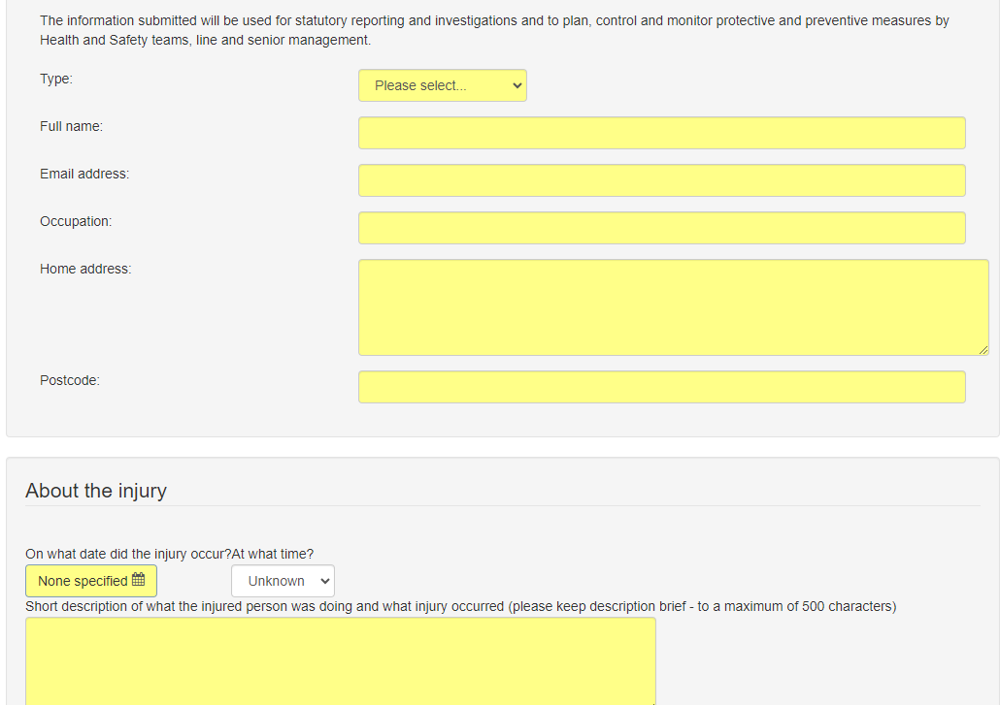 The information submitted will be used for statutory reporting and investigations and to plan, control and monitor protective and preventive measures by
Health and Safety teams, line and senior management.
Type:
Please select...
Full name:
Email address:
Occupation:
Home address:
Postcode:
About the injury
On what date did the injury occur?At what time?
None specified
Unknown
Short description of what the injured person was doing and what injury occurred (please keep description brief - to a maximum of 500 characters)